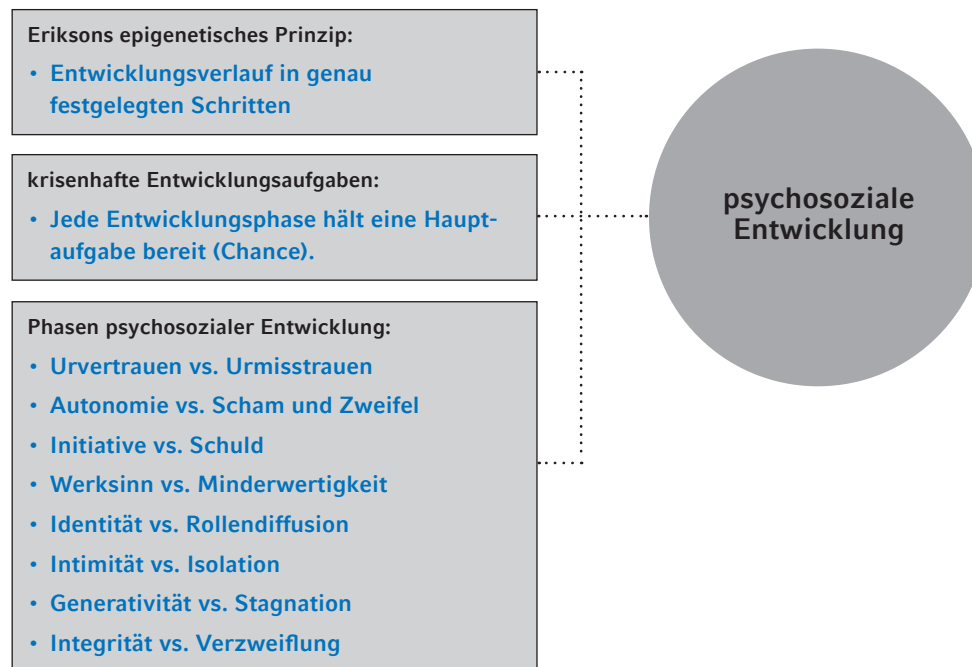 Eriksons epigenetisches Prinzip:
• Entwicklungsverlauf in genau
festgelegten Schritten
krisenhafte Entwicklungsaufgaben:
• Jede Entwicklungsphase hält eine Haupt-
aufgabe bereit (Chance).
Phasen psychosozialer Entwicklung:
• Urvertrauen vs. Urmisstrauen
• Autonomie vs. Scham und Zweifel
• Initiative vs. Schuld
• Werksinn vs. Minderwertigkeit
• Identität vs. Rollendiffusion
• Intimität vs. Isolation
• Generativität vs. Stagnation
• Integrität vs. Verzweiflung
psychosoziale
Entwicklung